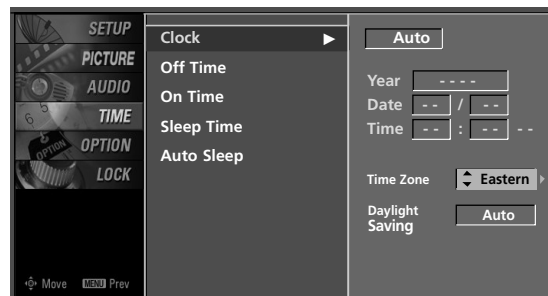 SETUP
PICTURE
AUDIO
TIME
OPTION
LOCK
Move MENU Prev
Clock
Off Time
On Time
Sleep Time
Auto Sleep
Auto
Year - - - -
Date - - / - -
Time - - : - - - -
Time Zone Eastern
Daylight
Saving Auto